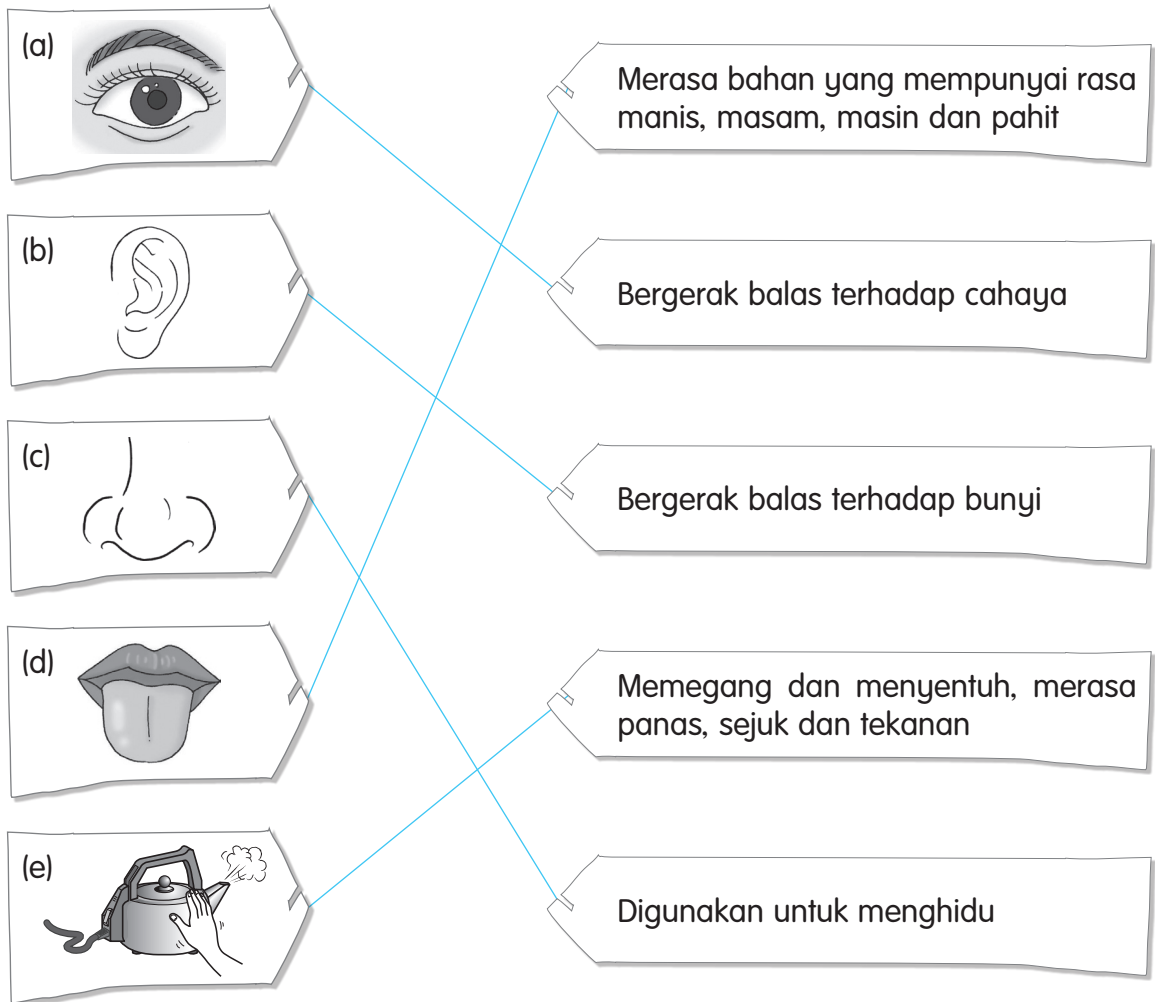 (a)
Merasa bahan yang mempunyai rasa
manis, masam, masin dan pahit
(b)
Bergerak balas terhadap cahaya
(c)
Bergerak balas terhadap bunyi
(d)
Memegang dan menyentuh, merasa
panas, sejuk dan tekanan
(e)
Digunakan untuk menghidu